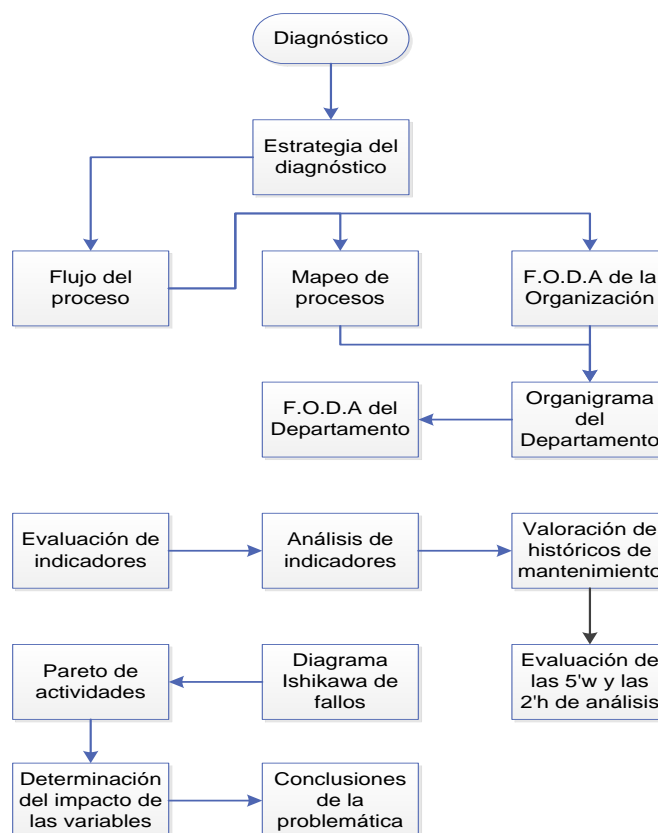 Diagnóstico
Estrategia del
diagnóstico
Flujo del
proceso
Mapeo de
procesos
F.O.D.A de la
Organización
F.O.D.A del
Departamento
Organigrama
del
Departamento
Evaluación de
indicadores
Análisis de
indicadores
Valoración de
históricos de
mantenimiento
Pareto de
actividades
Diagrama
Ishikawa de
fallos
Evaluación de
las 5'w y las
2'h de análisis
Determinación
del impacto de
las variables
Conclusiones
de la
problemática